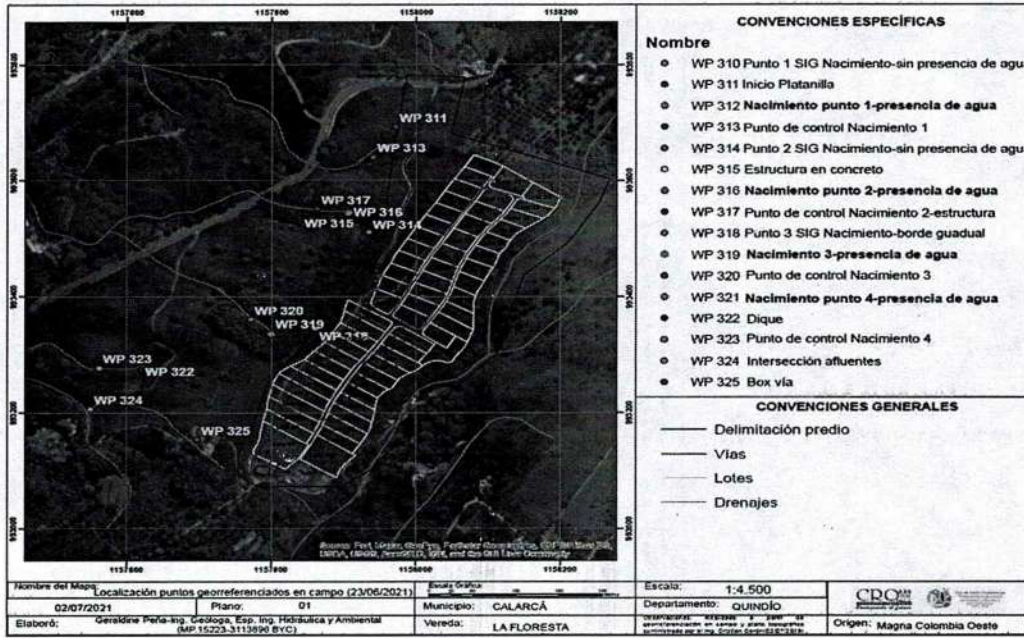 CONVENCIONES ESPECÍFICAS
Nombre
WP 310 Punto 1 SIG Nacimiento-sin presencia de agua
WP 311 Inicio Platanilla
WP 312 Nacimiento punto 1-presencia de agua
WP 313 Punto de control Nacimiento 1
WP 314 Punto 2 SIG Nacimiento-sin presencia de agua
WP 315 Estructura en concreto
WP 316 Nacimiento punto 2-presencia de agua
WP 317 Punto de control Nacimiento 2-estructura
WP 318 Punto 3 SIG Nacimiento-borde guadual
WP 319 Nacimiento 3-presencia de agua
WP 320 Punto de control Nacimiento 3
WP 321 Nacimiento punto 4-presencia de agua
WP 322 Dique
WP 323 Punto de control Nacimiento 4
WP 324 Intersección afluentes
WP 325 Box vía
CONVENCIONES GENERALES
Delimitación predio
Vías
Lotes
Drenajes
WP 311
WP 313
WP 317
WP 316
WP 315
WP 314
WP 320
WP 319
WP 318
WP 323
WP 322
WP 324
WP 325
Nombre del Mapa:
Localización puntos georreferenciados en campo (23/06/2021)
Escala Gráfica
Escala: 1:4.500
02/07/2021 Plano: 01 Municipio: CALARCÁ Departamento: QUINDÍO
Elaboró: Geraldine Peña-Ing. Geóloga, Esp. Ing. Hidráulica y Ambiental
Vereda: LA FLORESTA
CRQ
Origen: Magna Colombia Oeste